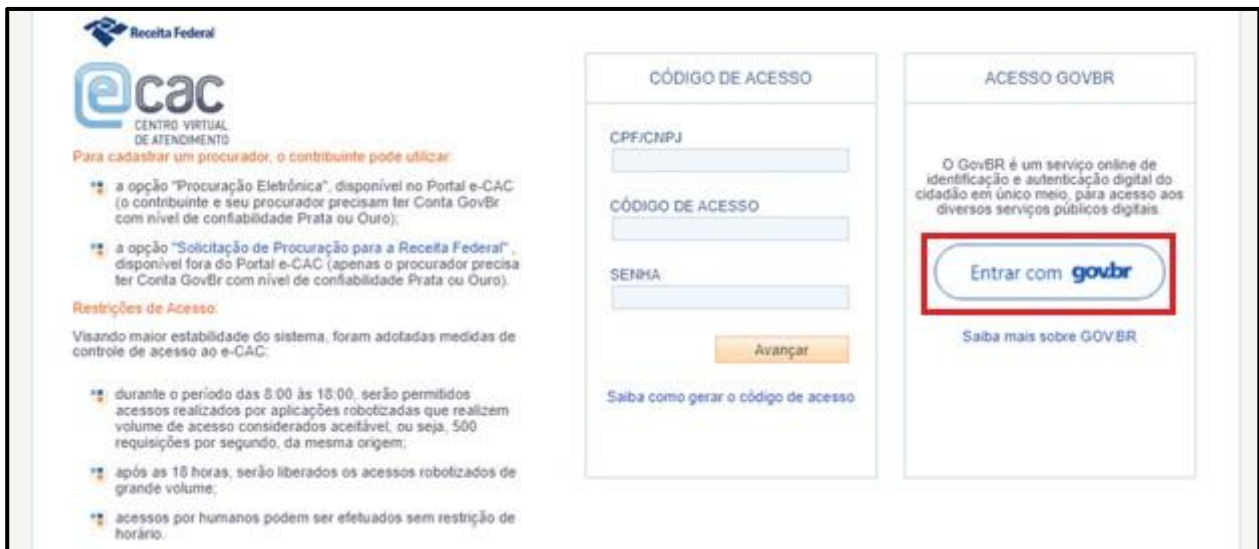 Receita Federal
ecac
CENTRO VIRTUAL
DE ATENDIMENTO
Para cadastrar um procurador, o contribuinte pode utilizar:
a opção "Procuração Eletrônica", disponível no Portal e-CAC
(o contribuinte e seu procurador precisam ter Conta GovBr
com nível de confiabilidade Prata ou Ouro);
a opção "Solicitação de Procuração para a Receita Federal" ,
disponível fora do Portal e-CAC (apenas o procurador precisa
ter Conta GovBr com nível de confiabilidade Prata ou Ouro).
Restrições de Acesso:
Visando maior estabilidade do sistema, foram adotadas medidas de
controle de acesso ao e-CAC:
durante o período das 8:00 às 18:00, serão permitidos
acessos realizados por aplicações robotizadas que realizem
volume de acesso considerados aceitável, ou seja, 500
requisições por segundo, da mesma origem;
após as 18 horas, serão liberados os acessos robotizados de
grande volume;
acessos por humanos podem ser efetuados sem restrição de
horário.
CÓDIGO DE ACESSO
CPF/CNPJ
CÓDIGO DE ACESSO
SENHA
Avançar
Saiba como gerar o código de acesso
ACESSO GOVBR
O GovBR é um serviço online de
identificação e autenticação digital do
cidadão em único meio, para acesso aos
diversos serviços públicos digitais.
Entrar com gov.br
Saiba mais sobre GOV.BR